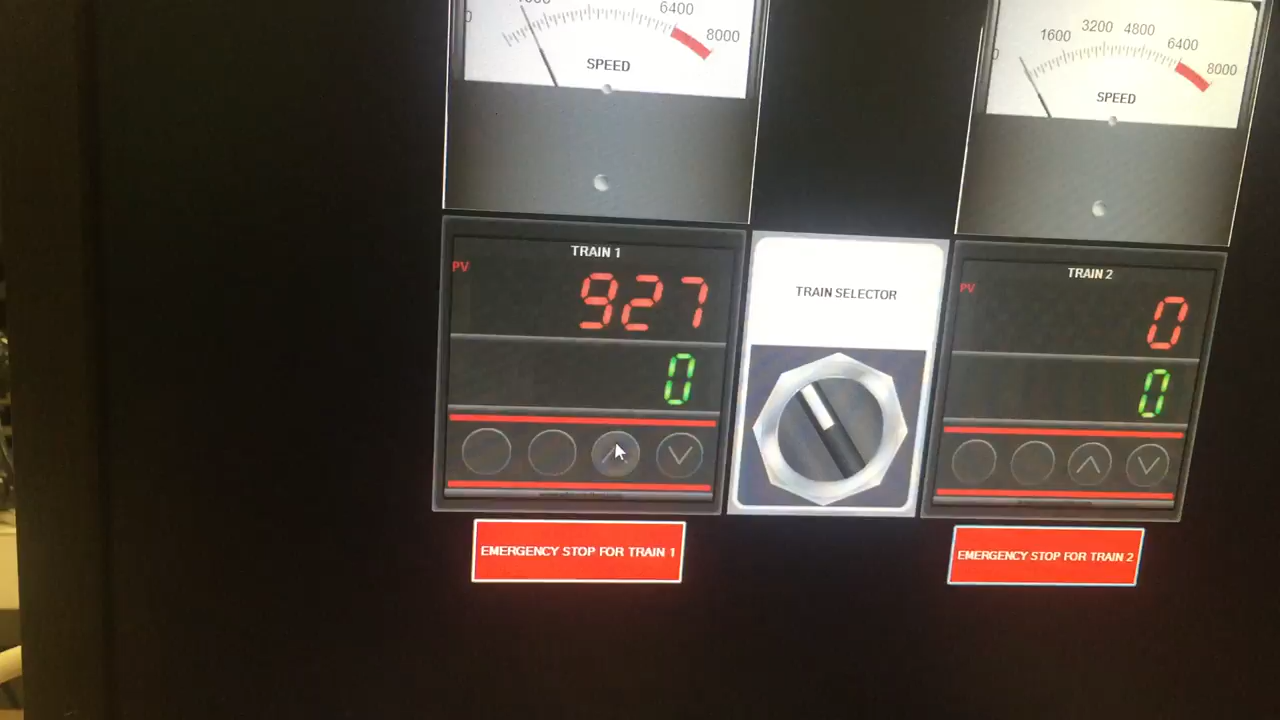 6400
8000
SPEED
0
1600
3200
4800
6400
8000
SPEED
TRAIN 1
PV
927
0
TRAIN SELECTOR
TRAIN 2
PV
0
0
EMERGENCY STOP FOR TRAIN 1
EMERGENCY STOP FOR TRAIN 2